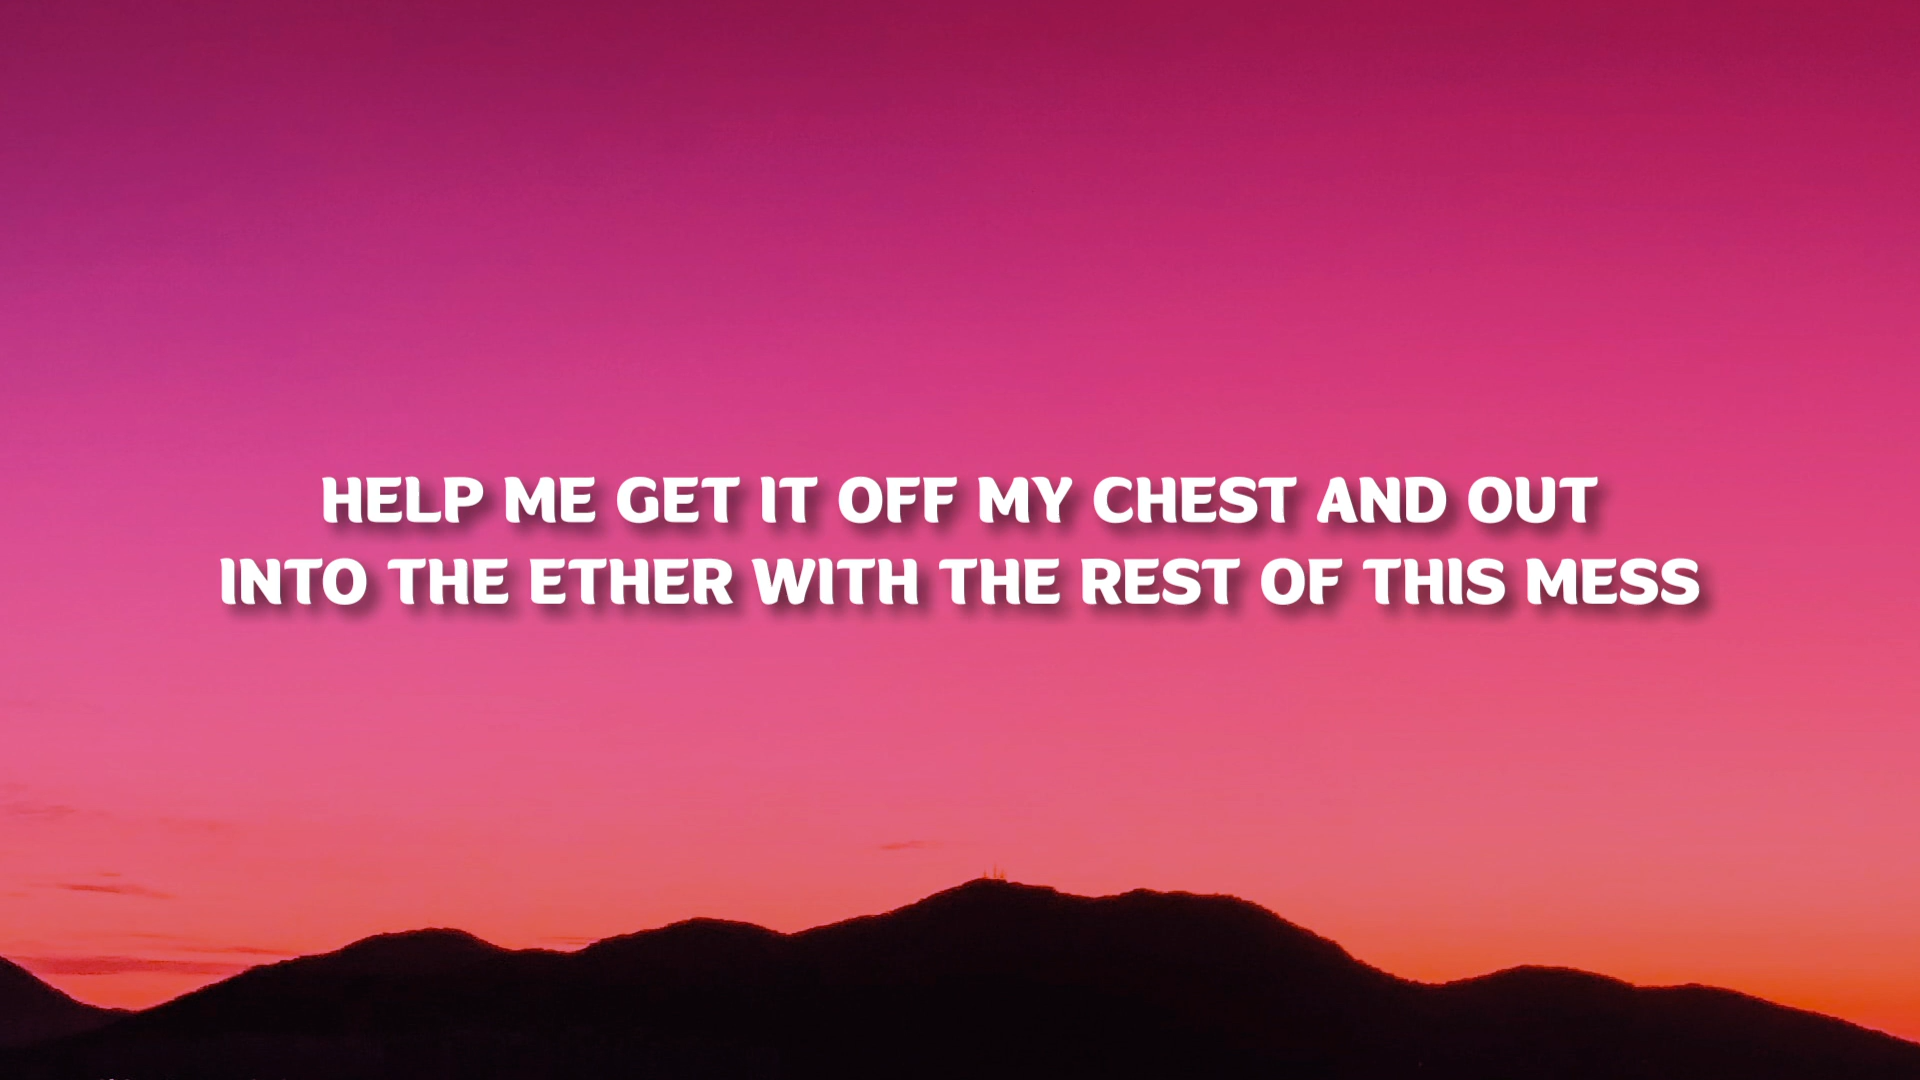 HELP ME GET IT OFF MY CHEST AND OUT
INTO THE ETHER WITH THE REST OF THIS MESS